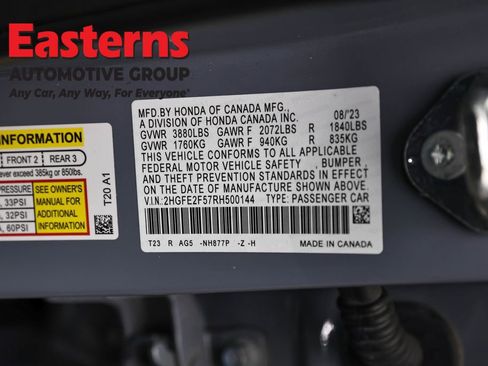 Easterns
AUTOMOTIVE GROUP
Any Car, Any Way, For Everyone®
MFD.BY HONDA OF CANADA MFG.,
A DIVISION OF HONDA CANADA INC. 08/'23
GVWR 3880LBS GAWR F 2072LBS R 1840LBS
GVWR 1760KG GAWR F 940KG R 835KG
THIS VEHICLE CONFORMS TO ALL APPLICABLE
FEDERAL MOTOR VEHICLE SAFETY , BUMPER ,
AND THEFT PREVENTION STANDARDS IN EFFECT
ON THE DATE OF MANUFACTURE SHOWN ABOVE.
V.I.N.:2HGFE2F57RH500144 TYPE: PASSENGER CAR
T23 R AG5 -NH877P -Z -H MADE IN CANADA
INFORMATION
FRONT 2 REAR 3
ever exceed 385kg or 850lbs.
PRESSURE SEE OWNER'S
33PSI MANUAL FOR
32PSI ADDITIONAL
60PSI INFORMATION
T20 A1